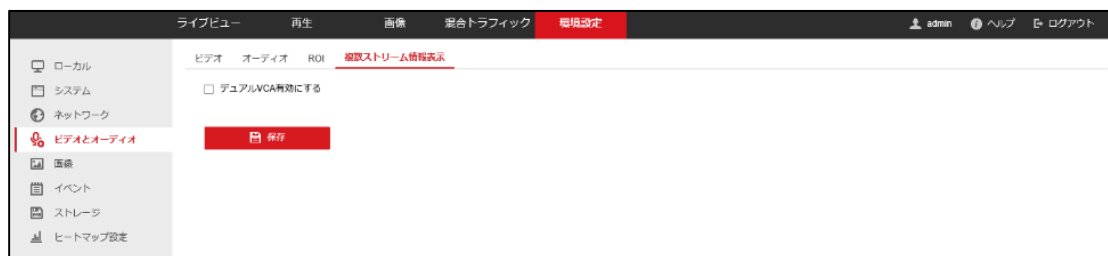 ライブビュー 再生 画像 混合トラフィック 環境設定 admin ヘルプ ログアウト
ビデオ オーディオ ROI 複数ストリーム情報表示
デュアルVCA有効にする
保存
ローカル
システム
ネットワーク
ビデオとオーディオ
画像
イベント
ストレージ
ヒートマップ設定